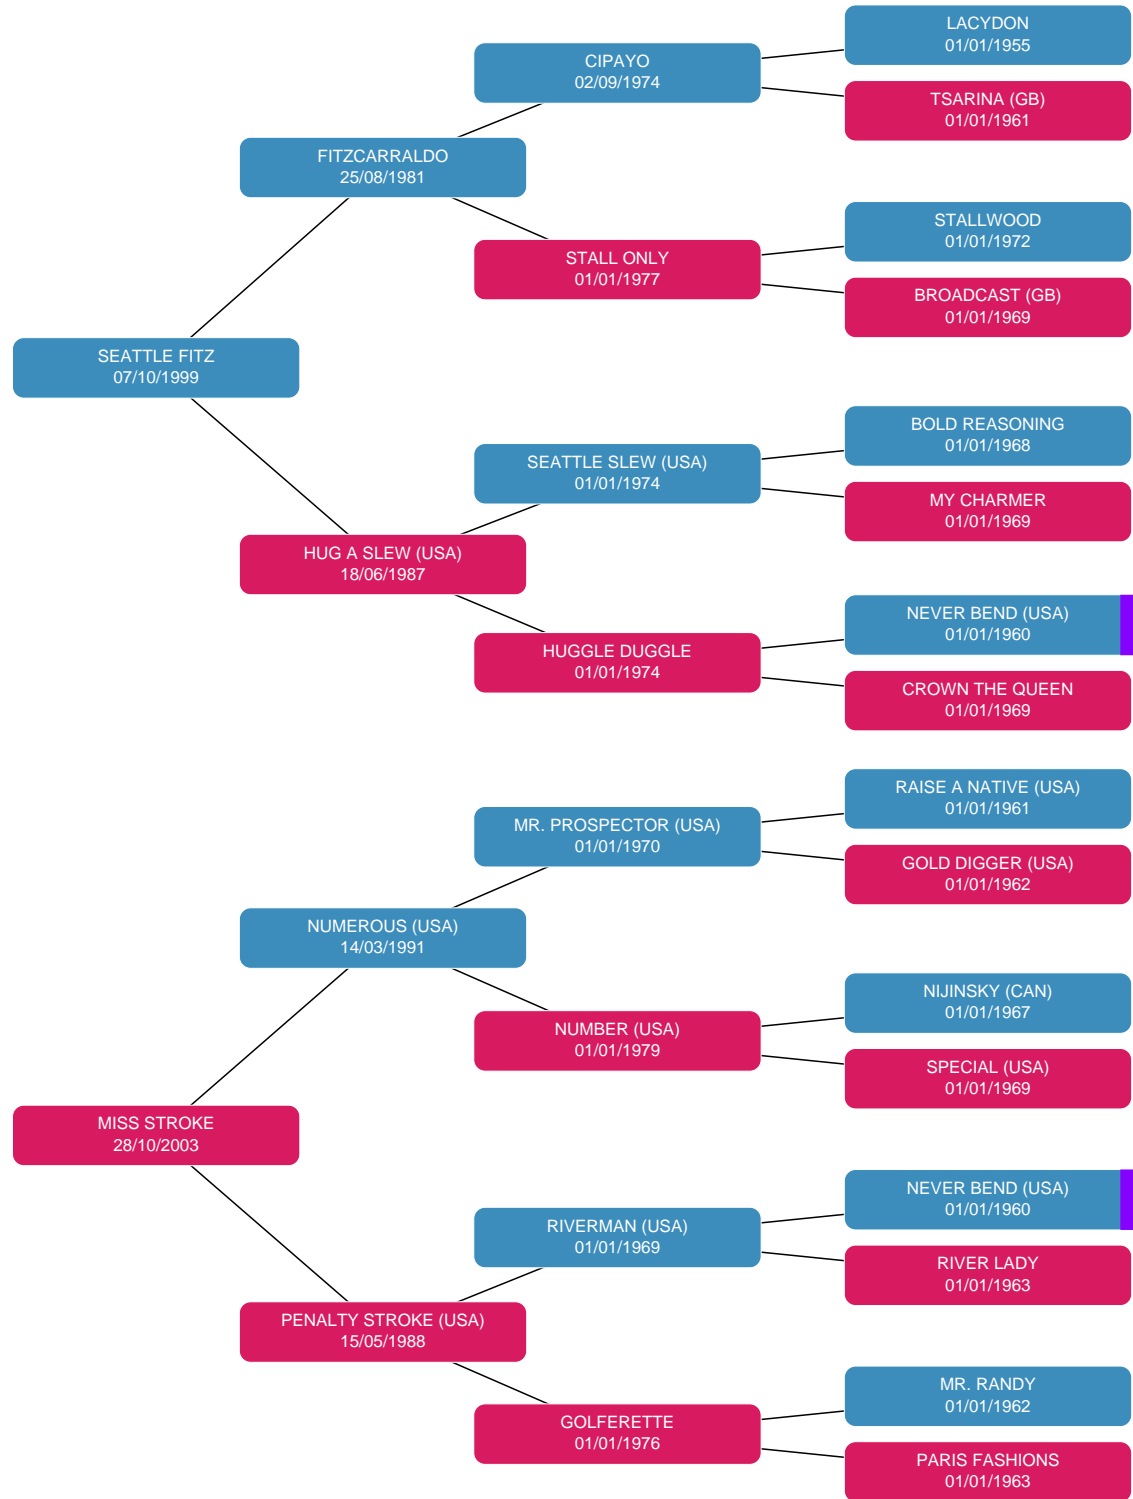 LACYDON
01/01/1955
CIPAYO
02/09/1974
TSARINA (GB)
01/01/1961
FITZCARRALDO
25/08/1981
STALLWOOD
01/01/1972
STALL ONLY
01/01/1977
BROADCAST (GB)
01/01/1969
SEATTLE FITZ
07/10/1999
BOLD REASONING
01/01/1968
SEATTLE SLEW (USA)
01/01/1974
MY CHARMER
01/01/1969
HUG A SLEW (USA)
18/06/1987
NEVER BEND (USA)
01/01/1960
HUGGLE DUGGLE
01/01/1974
CROWN THE QUEEN
01/01/1969
RAISE A NATIVE (USA)
01/01/1961
MR. PROSPECTOR (USA)
01/01/1970
GOLD DIGGER (USA)
01/01/1962
NUMEROUS (USA)
14/03/1991
NIJINSKY (CAN)
01/01/1967
NUMBER (USA)
01/01/1979
SPECIAL (USA)
01/01/1969
MISS STROKE
28/10/2003
NEVER BEND (USA)
01/01/1960
RIVERMAN (USA)
01/01/1969
RIVER LADY
01/01/1963
PENALTY STROKE (USA)
15/05/1988
MR. RANDY
01/01/1962
GOLFERETTE
01/01/1976
PARIS FASHIONS
01/01/1963